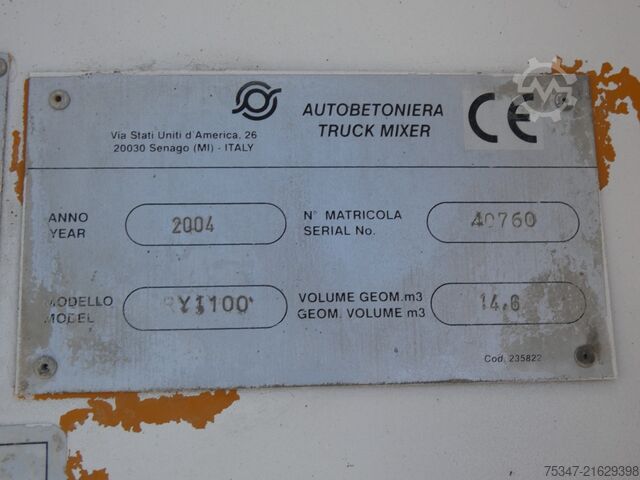 AUTOBETONIERA
TRUCK MIXER
CE
Via Stati Uniti d'America, 26
20030 Senago (MI) - ITALY
ANNO
YEAR
2004
N° MATRICOLA
SERIAL No.
40760
MODELLO
MODEL
VOLUME GEOM.m3
GEOM. VOLUME m3
14.6
Cod. 235822
75347-21629398